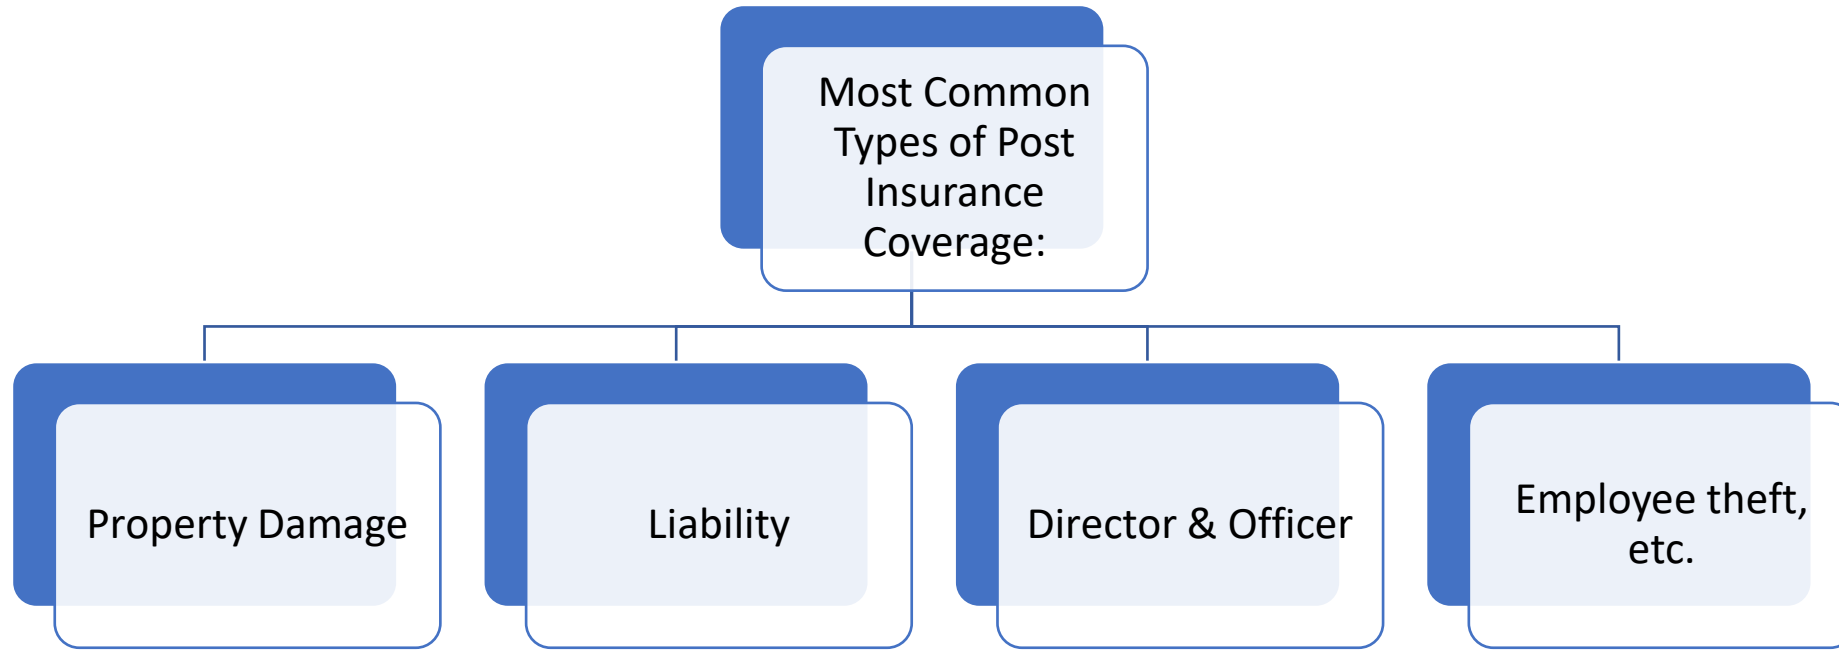 Most Common
Types of Post
Insurance
Coverage:
Property Damage
Liability
Director & Officer
Employee theft,
etc.